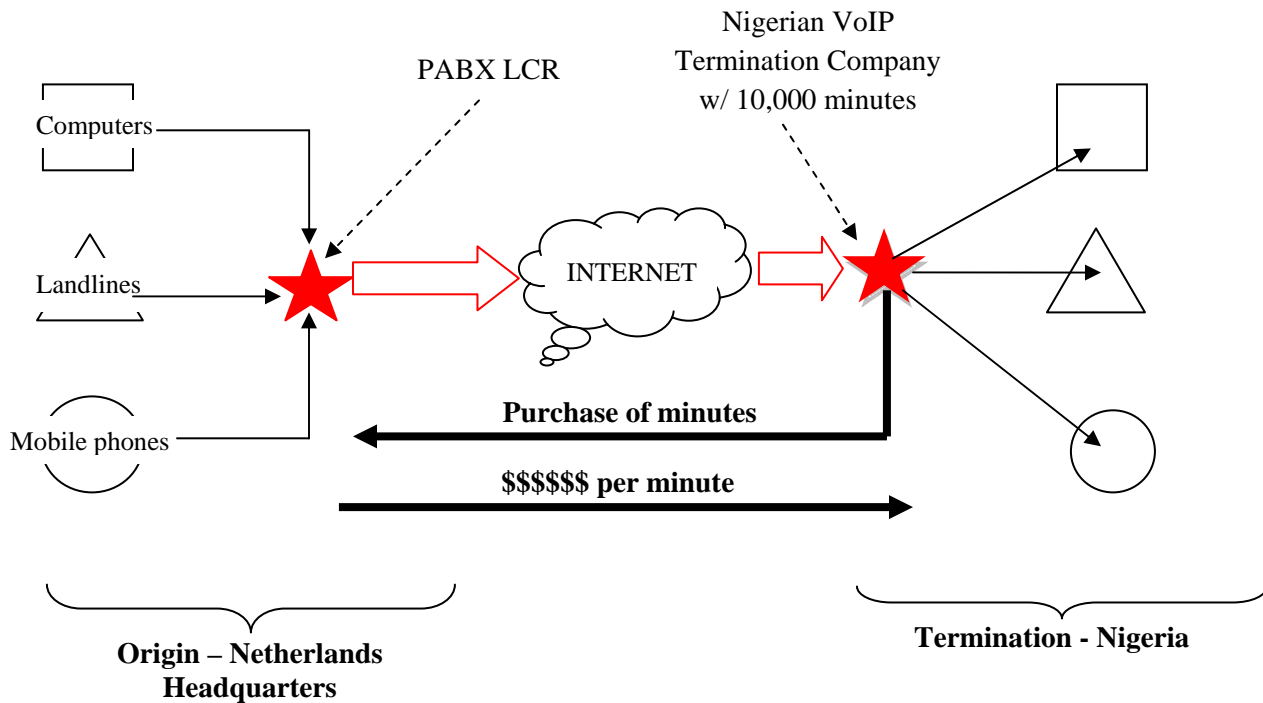 Nigerian VoIP
Termination Company
w/ 10,000 minutes
PABX LCR
Computers
Landlines
INTERNET
Mobile phones
Purchase of minutes
$$$$$$ per minute
Origin – Netherlands
Headquarters
Termination - Nigeria